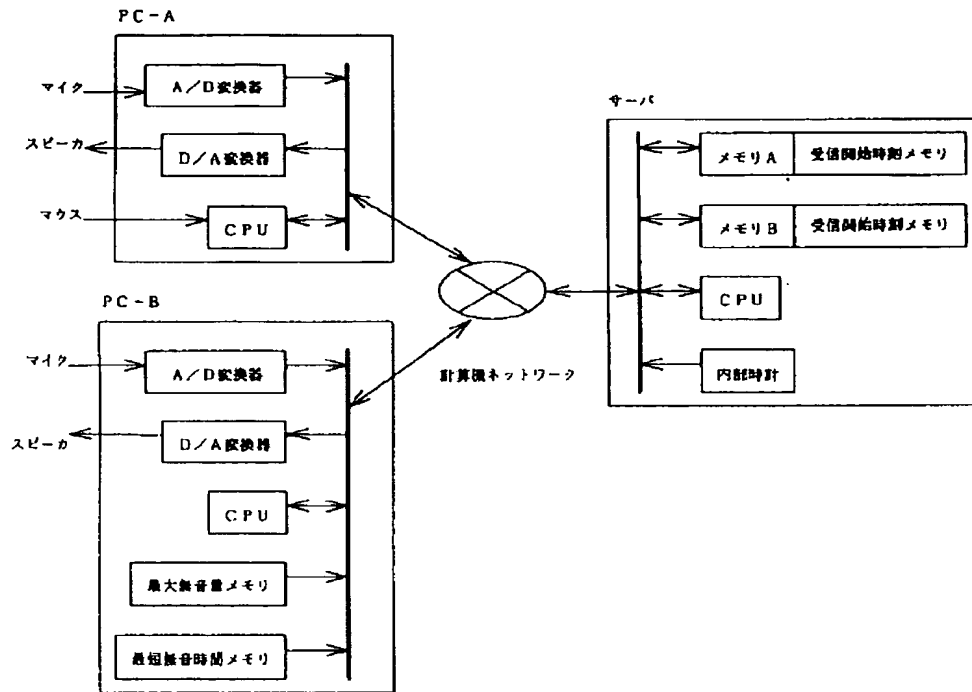 PC-A
マイク
A/D変換器
スピーカ
D/A変換器
マウス
CPU
PC-B
マイク
A/D変換器
スピーカ
D/A変換器
CPU
最大無音量メモリ
最短無音時間メモリ
計算機ネットワーク
サーバ
メモリA 受信開始時刻メモリ
メモリB 受信開始時刻メモリ
CPU
内部時計